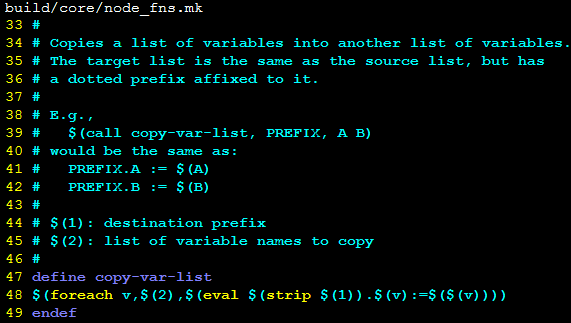 build/core/node_fns.mk
33 #
34 # Copies a list of variables into another list of variables.
35 # The target list is the same as the source list, but has
36 # a dotted prefix affixed to it.
37 #
38 # E.g.,
39 #   $(call copy-var-list, PREFIX, A B)
40 # would be the same as:
41 #   PREFIX.A := $(A)
42 #   PREFIX.B := $(B)
43 #
44 # $(1): destination prefix
45 # $(2): list of variable names to copy
46 #
47 define copy-var-list
48 $(foreach v,$(2),$(eval $(strip $(1)).$(v):=$($(v))))
49 endef